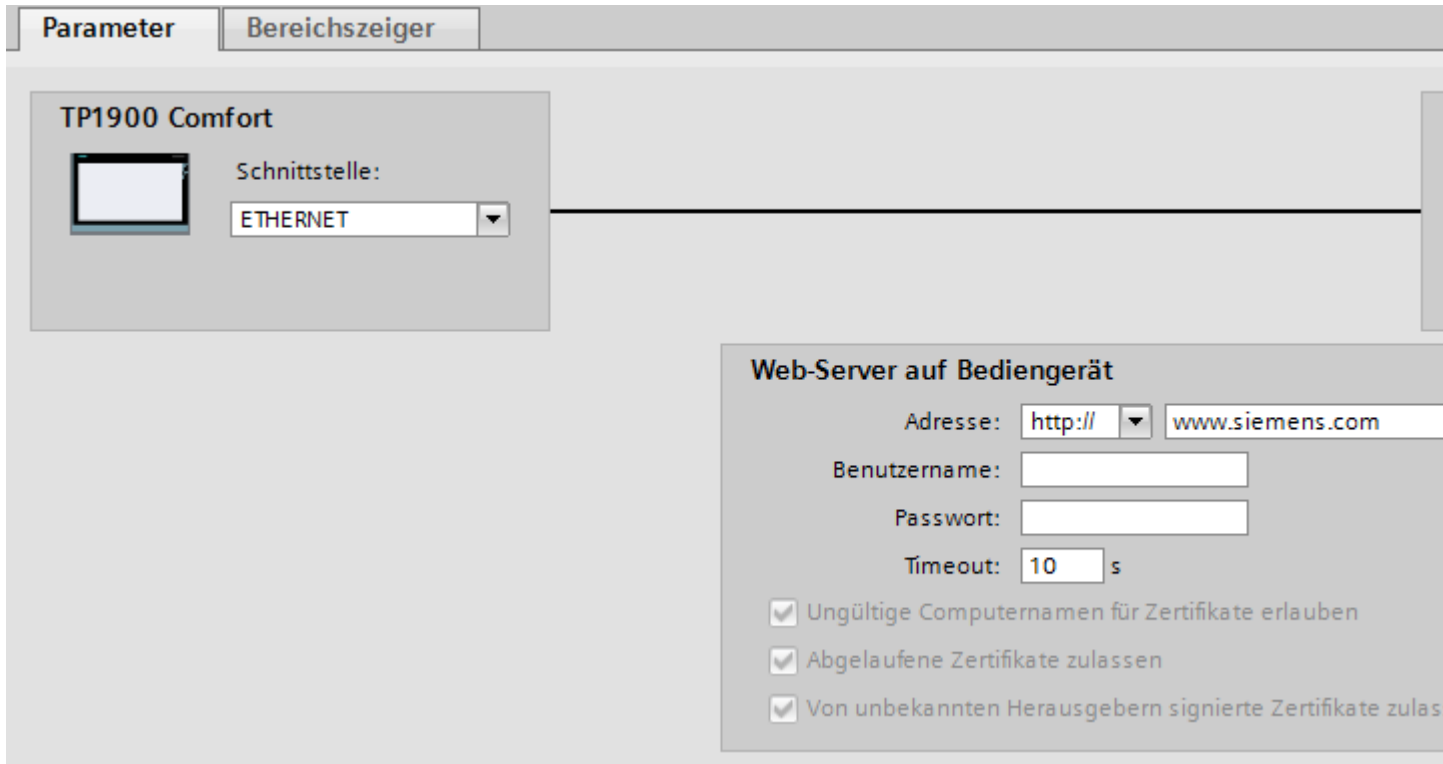 Parameter
Bereichszeiger
TP1900 Comfort
Schnittstelle:
ETHERNET
Web-Server auf Bediengerät
Adresse: http:// www.siemens.com
Benutzername:
Passwort:
Timeout: 10 s
Ungültige Computernamen für Zertifikate erlauben
Abgelaufene Zertifikate zulassen
Von unbekannten Herausgebern signierte Zertifikate zulas